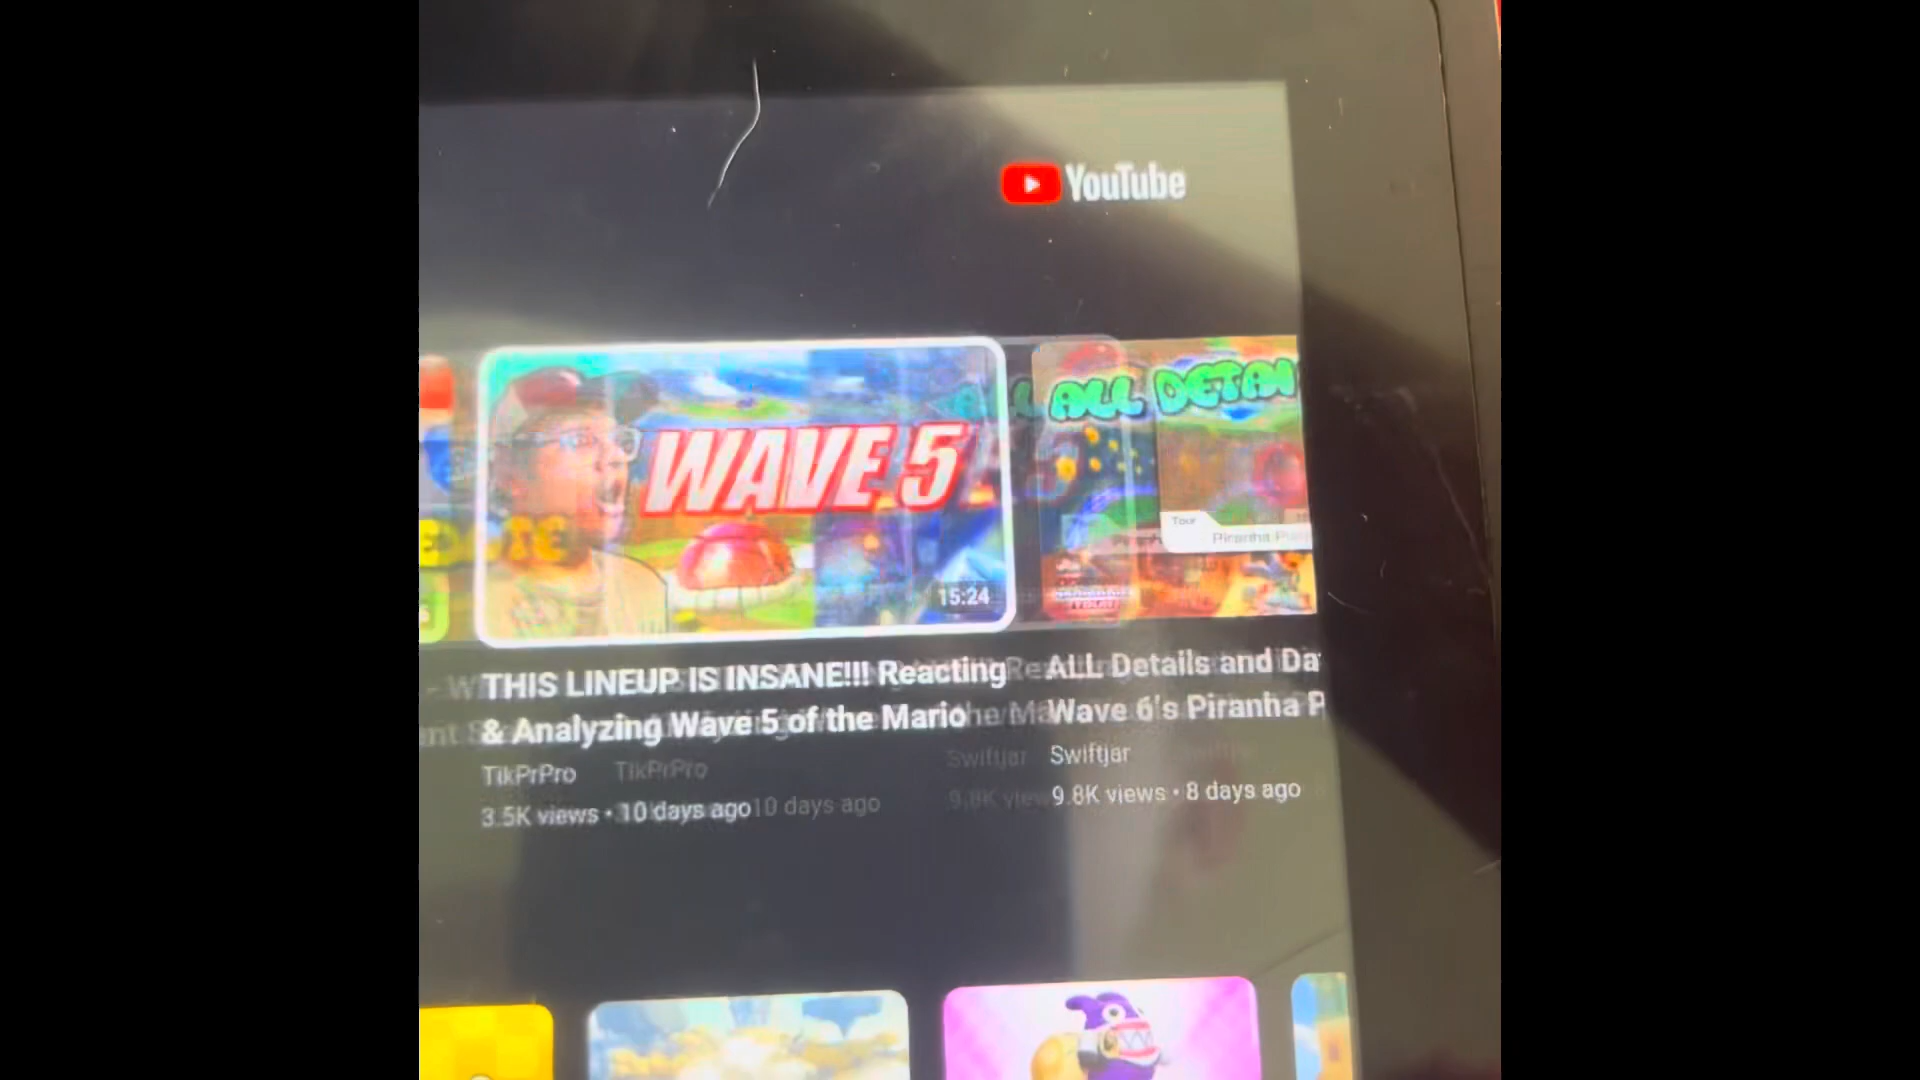 YouTube
ALL DETAI
WAVE 5
Tour
15:24
THIS LINEUP IS INSANE!!! Reacting
& Analyzing Wave 5 of the Mario
TikPrPro
3.5K views • 10 days ago
ALL Details and Da
Wave 6's Piranha P
Swiftjar
9.8K views • 8 days ago